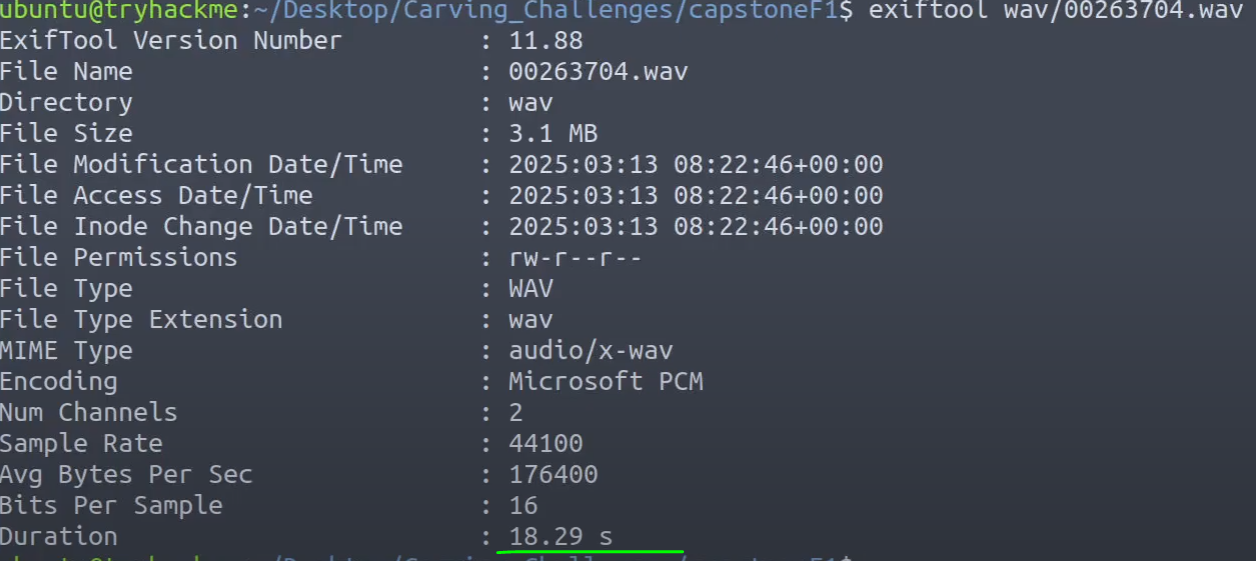 ubuntu@tryhackme:~/Desktop/Carving_Challenges/capstoneF1$ exiftool wav/00263704.wav
ExifTool Version Number : 11.88
File Name : 00263704.wav
Directory : wav
File Size : 3.1 MB
File Modification Date/Time : 2025:03:13 08:22:46+00:00
File Access Date/Time : 2025:03:13 08:22:46+00:00
File Inode Change Date/Time : 2025:03:13 08:22:46+00:00
File Permissions : rw-r--r--
File Type : WAV
File Type Extension : wav
MIME Type : audio/x-wav
Encoding : Microsoft PCM
Num Channels : 2
Sample Rate : 44100
Avg Bytes Per Sec : 176400
Bits Per Sample : 16
Duration : 18.29 s